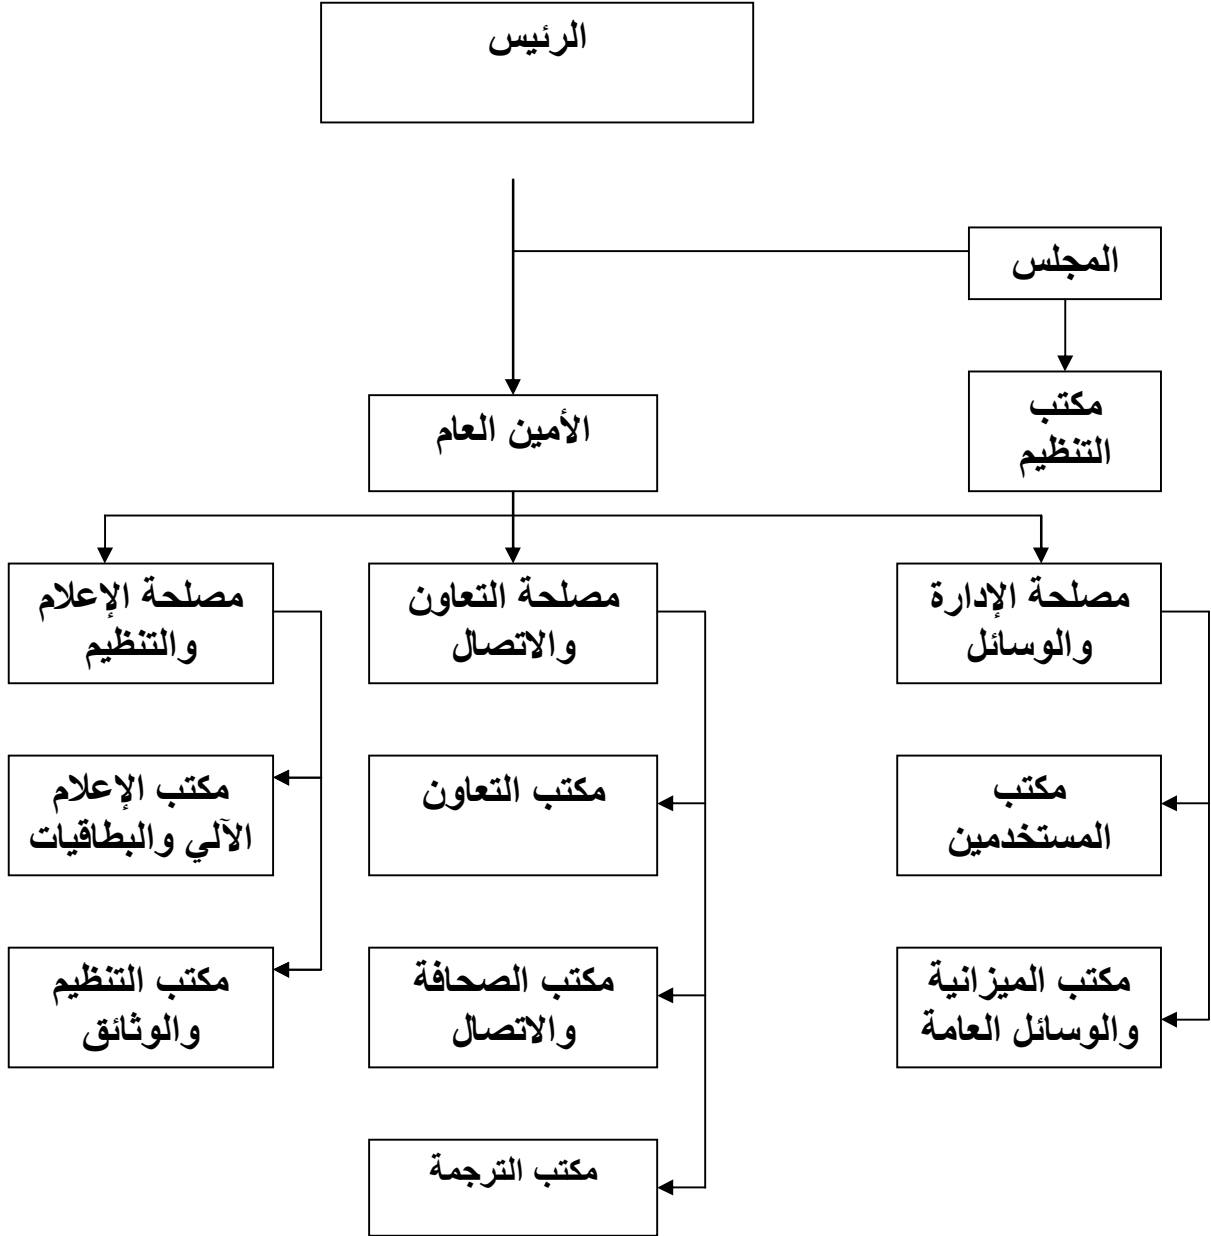 الرئيس
المجلس
مكتب
التنظيم
الأمين العام
مصلحة الإدارة
والوسائل
مصلحة التعاون
والاتصال
مصلحة الإعلام
والتنظيم
مكتب
المستخدمين
مكتب التعاون
مكتب الإعلام
الآلي والبطاقيات
مكتب الميزانية
والوسائل العامة
مكتب الصحافة
والاتصال
مكتب التنظيم
والوثائق
مكتب الترجمة